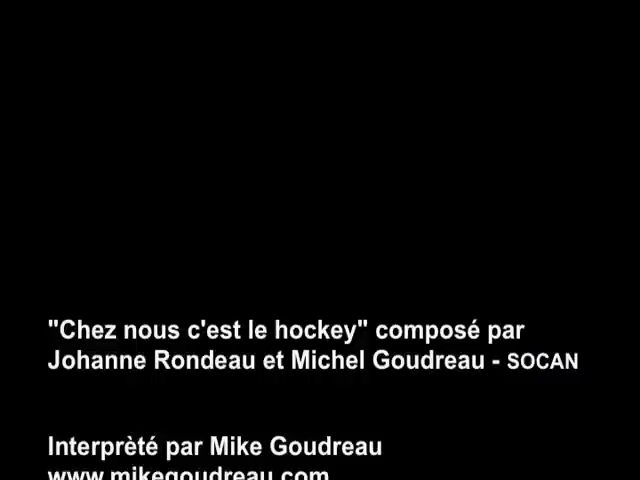 "Chez nous c'est le hockey" composé par
Johanne Rondeau et Michel Goudreau - SOCAN
Interprèté par Mike Goudreau
www.mikegoudreau.com